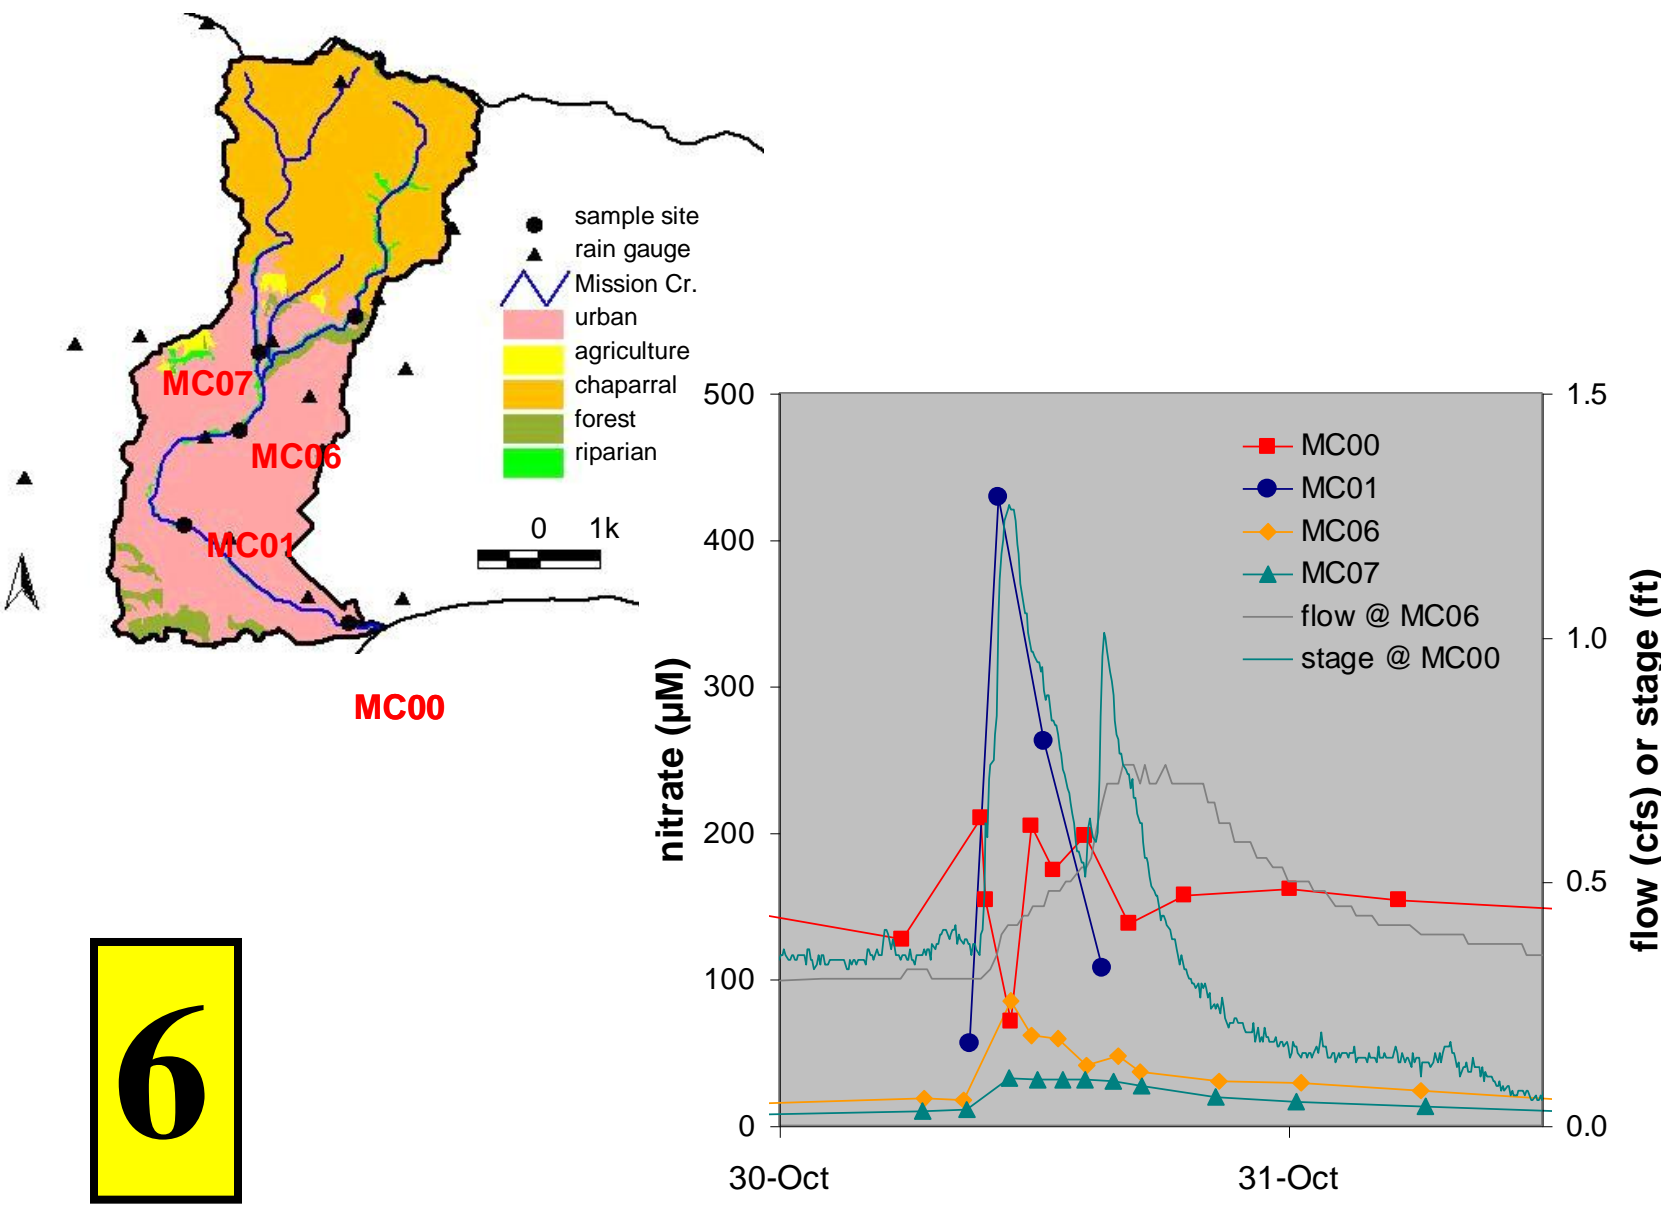 sample site
rain gauge
Mission Cr.
urban
agriculture
chaparral
forest
riparian
0 1k
MC07
MC06
MC01
MC00
500
400
300
200
100
0
nitrate (µM)
1.5
1.0
0.5
0.0
flow (cfs) or stage (ft)
30-Oct
31-Oct
MC00
MC01
MC06
MC07
flow @ MC06
stage @ MC00
6